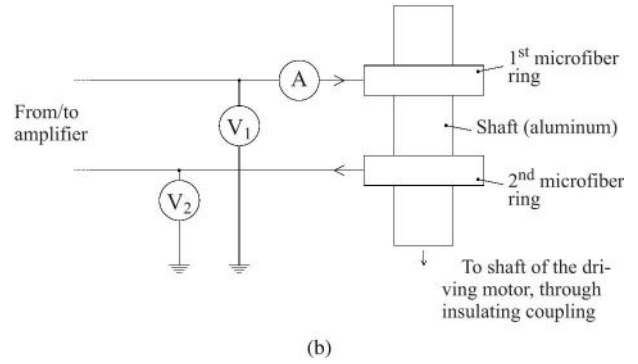 1st microfiber
ring
A
From/to
amplifier
V1
Shaft (aluminum)
V2
2nd microfiber
ring
To shaft of the dri-
ving motor, through
insulating coupling
(b)